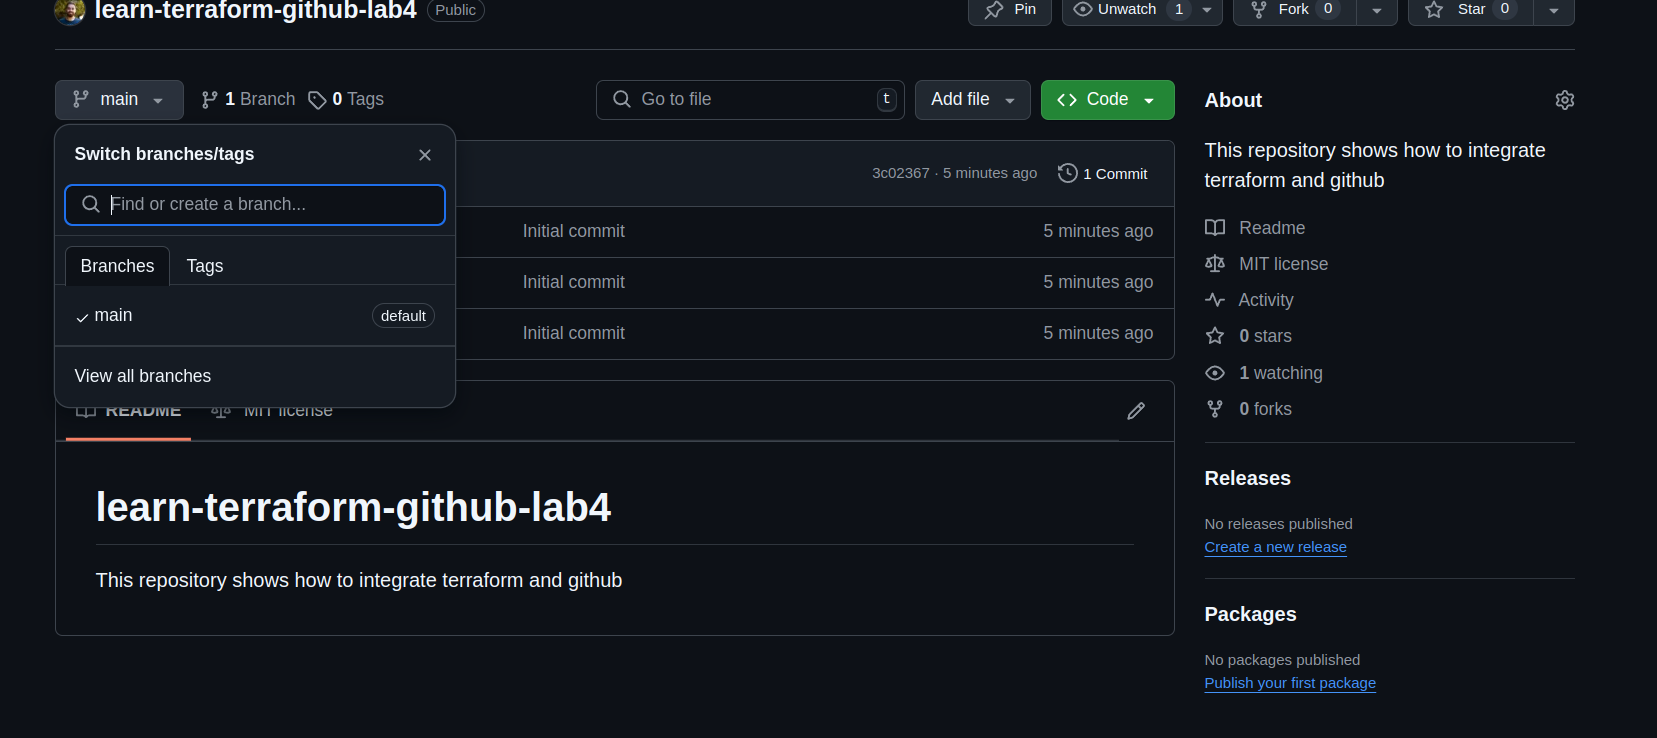 learn-terraform-github-lab4 Public Pin Unwatch 1 Fork 0 Star 0
main 1 Branch 0 Tags Go to file t Add file Code
Switch branches/tags
Find or create a branch...
Branches Tags
main default
View all branches
3c02367 · 5 minutes ago 1 Commit
Initial commit 5 minutes ago
Initial commit 5 minutes ago
Initial commit 5 minutes ago
README MIT license
learn-terraform-github-lab4
This repository shows how to integrate terraform and github
About
This repository shows how to integrate
terraform and github
Readme
MIT license
Activity
0 stars
1 watching
0 forks
Releases
No releases published
Create a new release
Packages
No packages published
Publish your first package